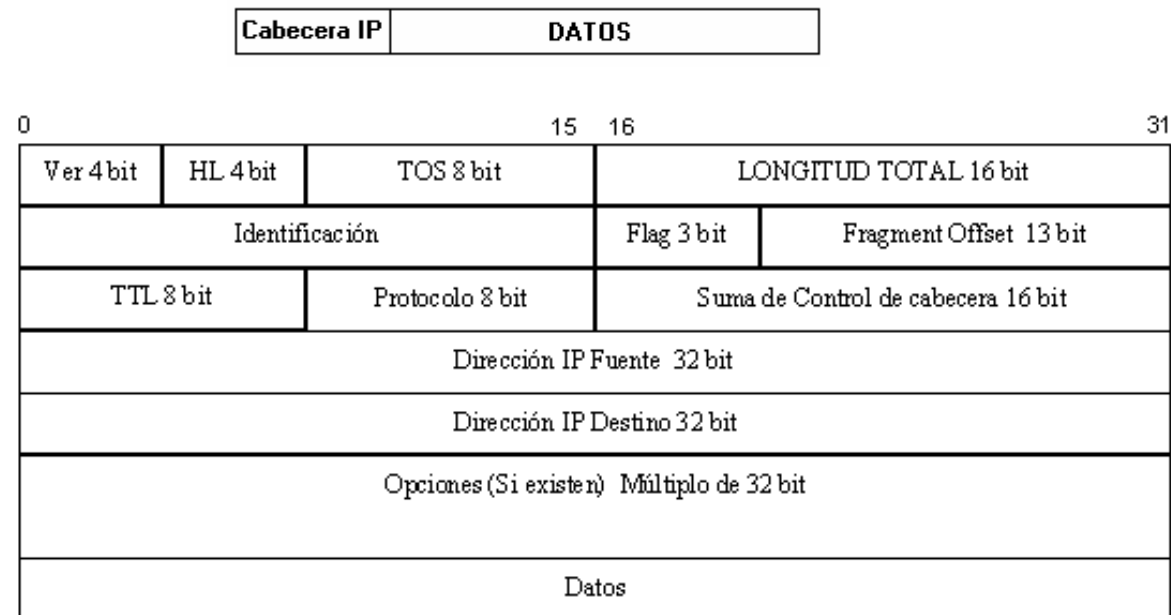 Cabecera IP DATOS
0 15 16 31
Ver 4 bit HL 4 bit TOS 8 bit LONGITUD TOTAL 16 bit
Identificación Flag 3 bit Fragment Offset 13 bit
TTL 8 bit Protocolo 8 bit Suma de Control de cabecera 16 bit
Dirección IP Fuente 32 bit
Dirección IP Destino 32 bit
Opciones (Si existen) Múltiplo de 32 bit
Datos